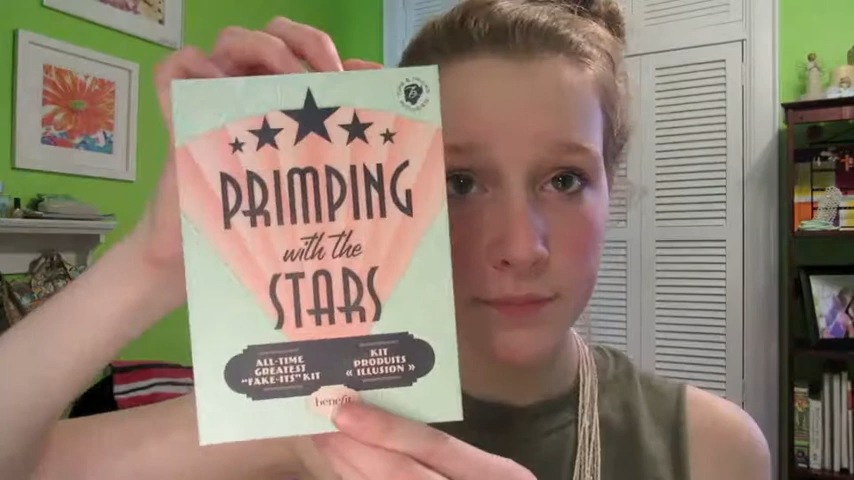 PRIMPING
with the
STARS
ALL-TIME
GREATEST
"FAKE-ITS" KIT
KIT
PRODUITS
« ILLUSION »
benefit